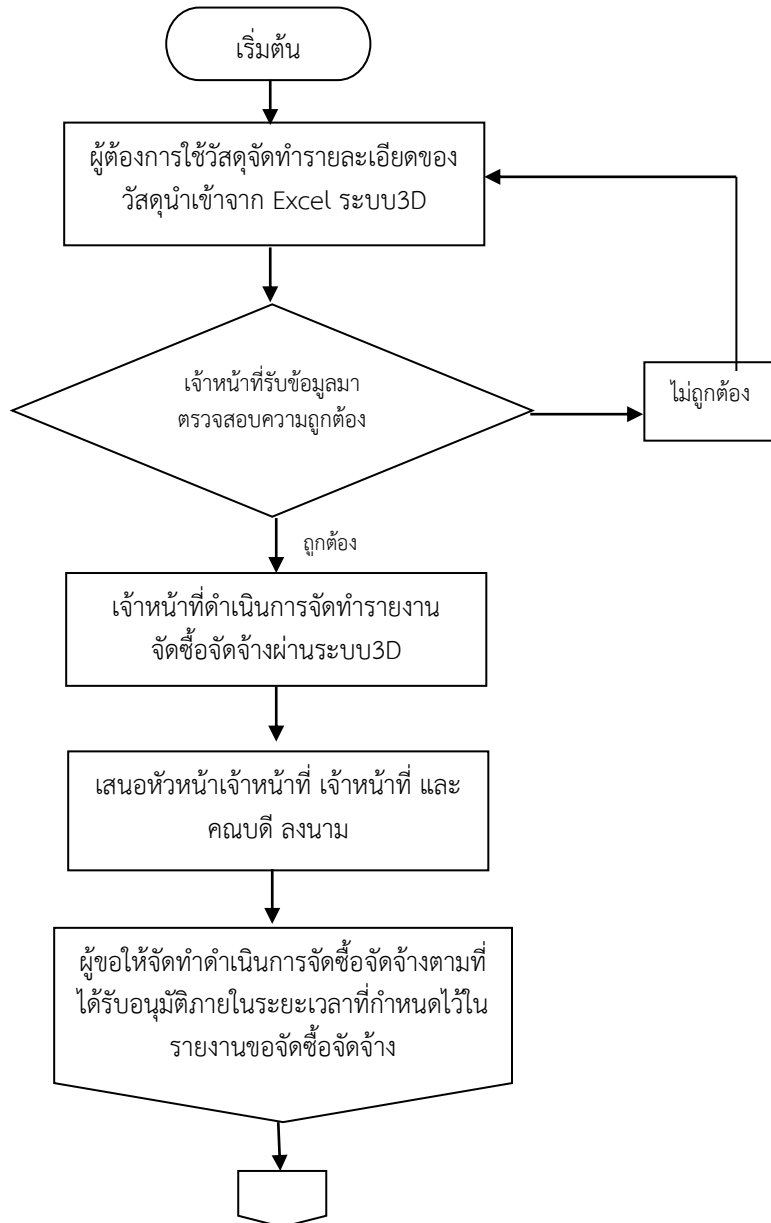 เริ่มต้น
ผู้ต้องการใช้วัสดุจัดทำรายละเอียดของ
วัสดุนำเข้าจาก Excel ระบบ3D
เจ้าหน้าที่รับข้อมูลมา
ตรวจสอบความถูกต้อง
ไม่ถูกต้อง
ถูกต้อง
เจ้าหน้าที่ดำเนินการจัดทำรายงาน
จัดซื้อจัดจ้างผ่านระบบ3D
เสนอหัวหน้าเจ้าหน้าที่ เจ้าหน้าที่ และ
คณบดี ลงนาม
ผู้ขอให้จัดทำดำเนินการจัดซื้อจัดจ้างตามที่
ได้รับอนุมัติภายในระยะเวลาที่กำหนดไว้ใน
รายงานขอจัดซื้อจัดจ้าง